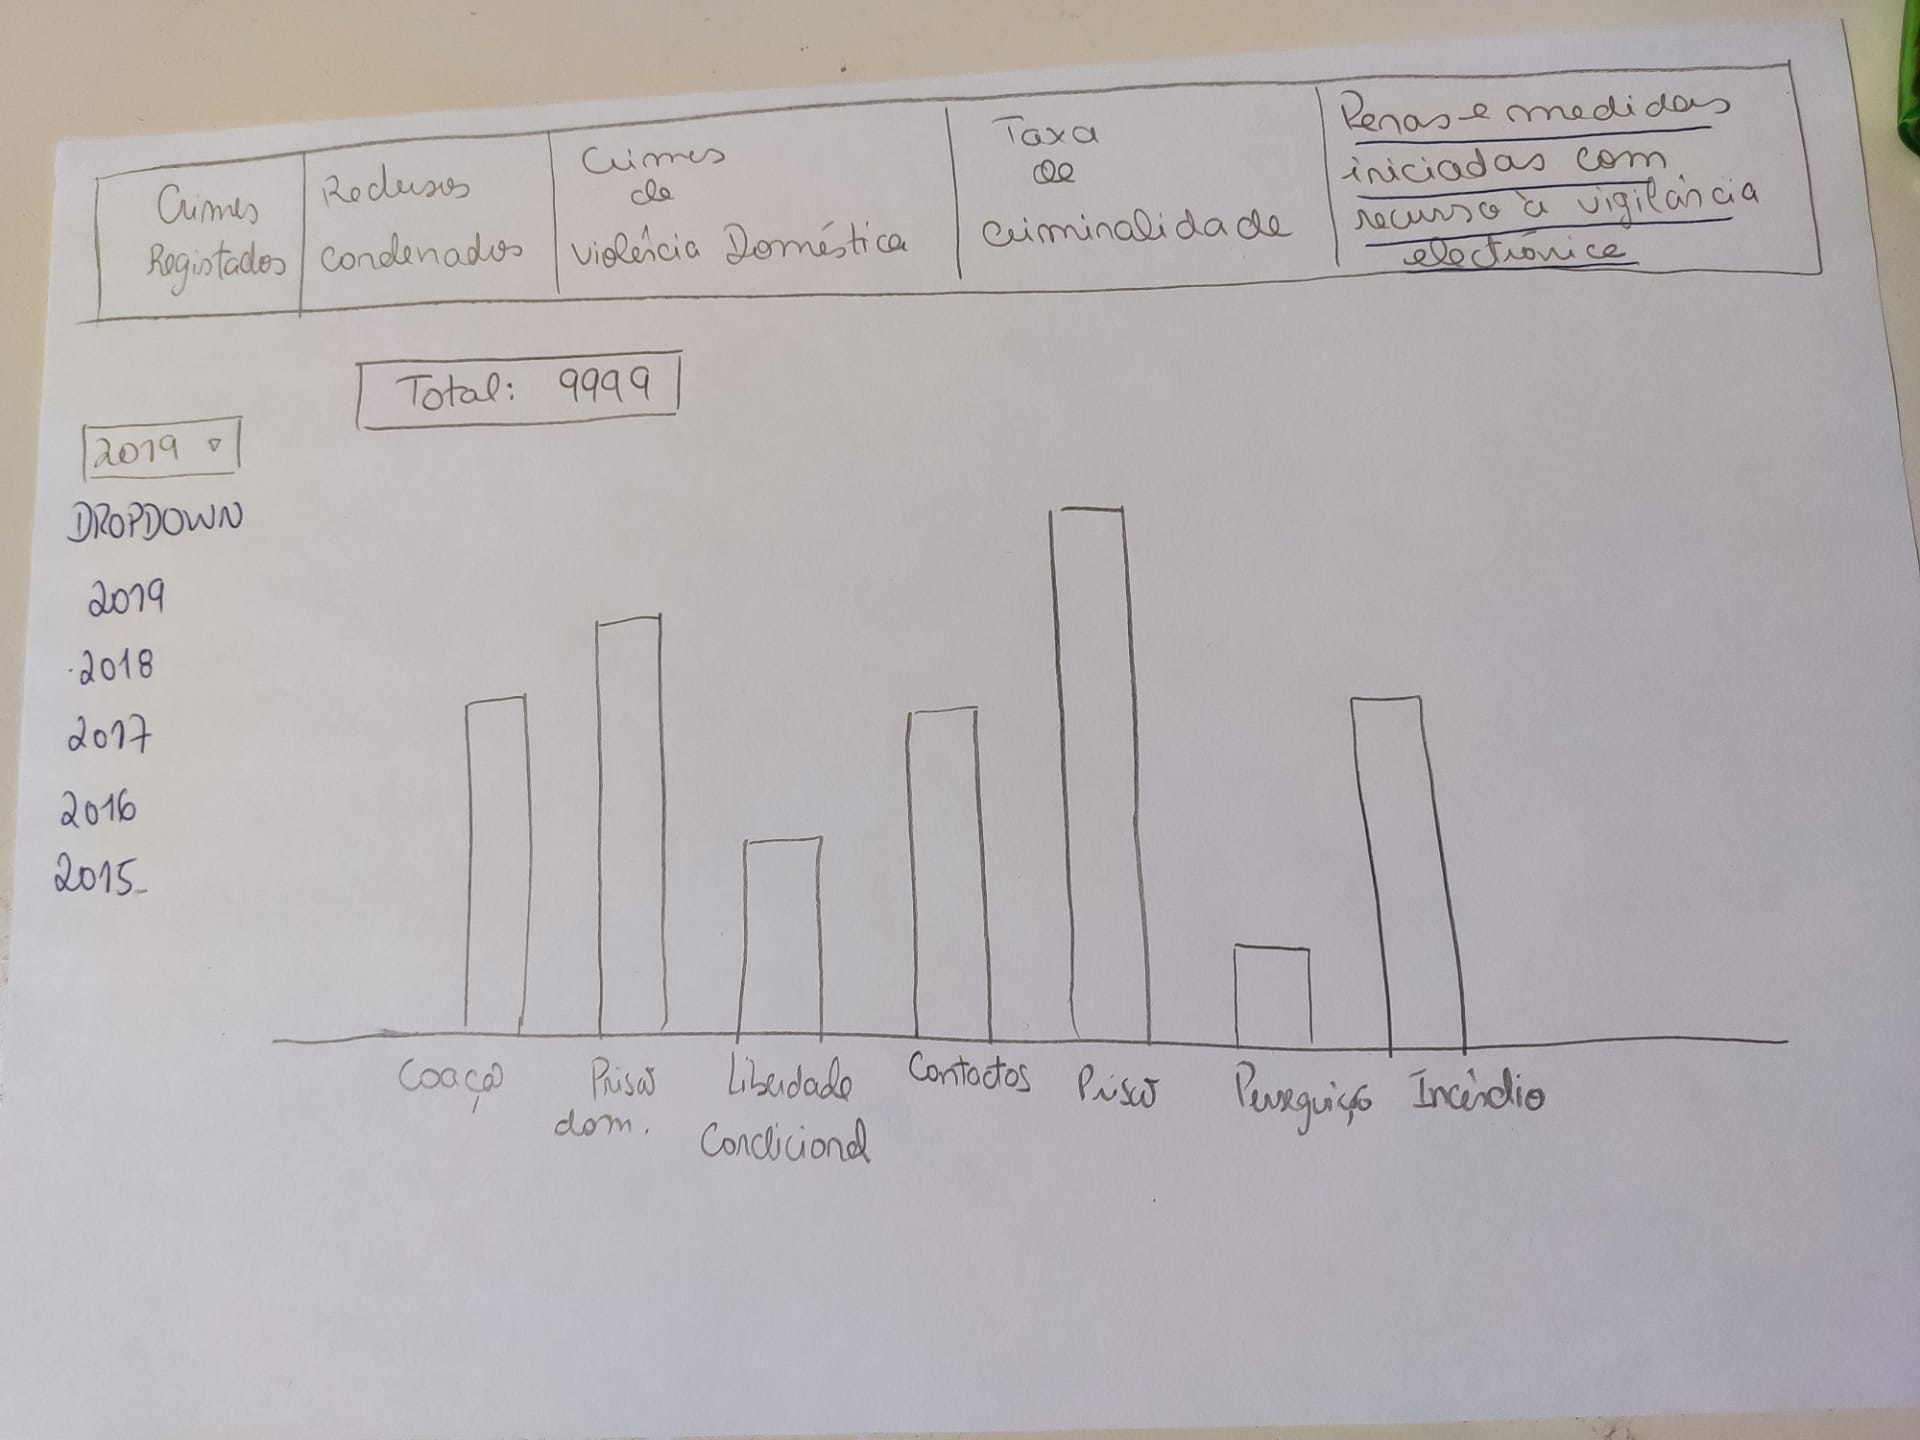 Crimes
Registados
Reclusos
condenados
Crimes
de
violência Doméstica
Taxa
de
criminalidade
Penas e medidas
iniciadas com
recurso à vigilância
electrónica
Total: 9999
2019
DROPDOWN
2019
2018
2017
2016
2015
Coação
Prisão
dom.
Liberdade
Condicional
Contactos
Prisão
Perseguição
Incêndio